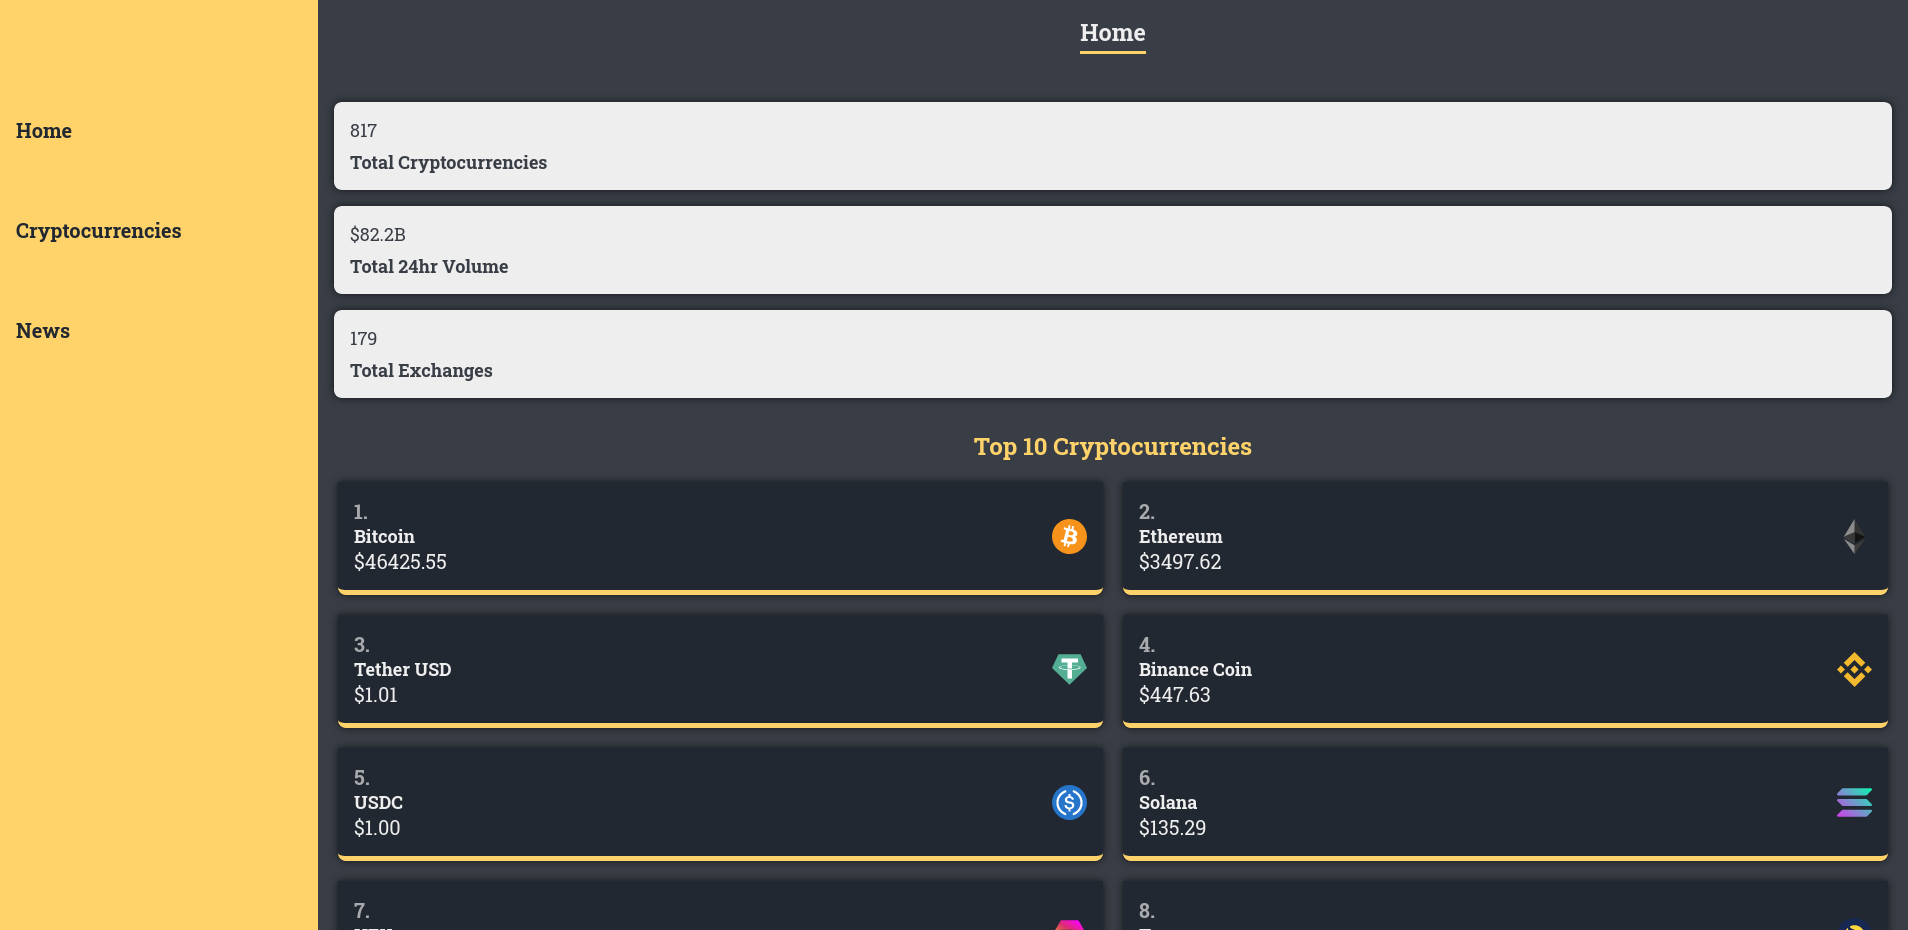 Home
Home
Cryptocurrencies
News
817
Total Cryptocurrencies
$82.2B
Total 24hr Volume
179
Total Exchanges
Top 10 Cryptocurrencies
1.
Bitcoin
$46425.55
2.
Ethereum
$3497.62
3.
Tether USD
$1.01
4.
Binance Coin
$447.63
5.
USDC
$1.00
6.
Solana
$135.29
7.
8.